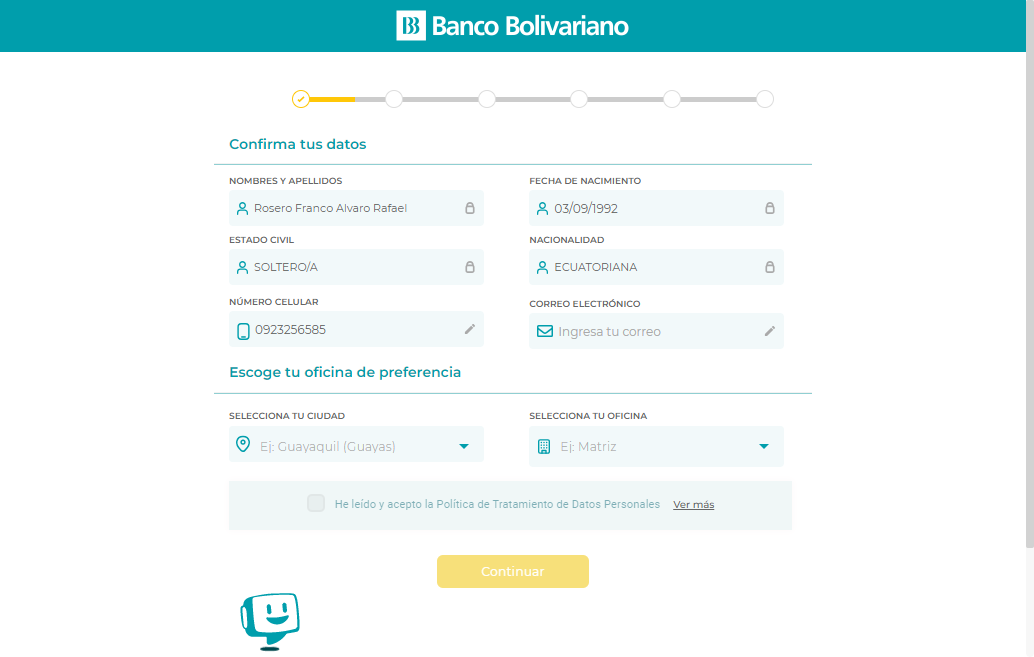 Banco Bolivariano
Confirma tus datos
NOMBRES Y APELLIDOS
Rosero Franco Alvaro Rafael
FECHA DE NACIMIENTO
03/09/1992
ESTADO CIVIL
SOLTERO/A
NACIONALIDAD
ECUATORIANA
NÚMERO CELULAR
0923256585
CORREO ELECTRÓNICO
Ingresa tu correo
Escoge tu oficina de preferencia
SELECCIONA TU CIUDAD
Ej: Guayaquil (Guayas)
SELECCIONA TU OFICINA
Ej: Matriz
He leído y acepto la Política de Tratamiento de Datos Personales Ver más
Continuar